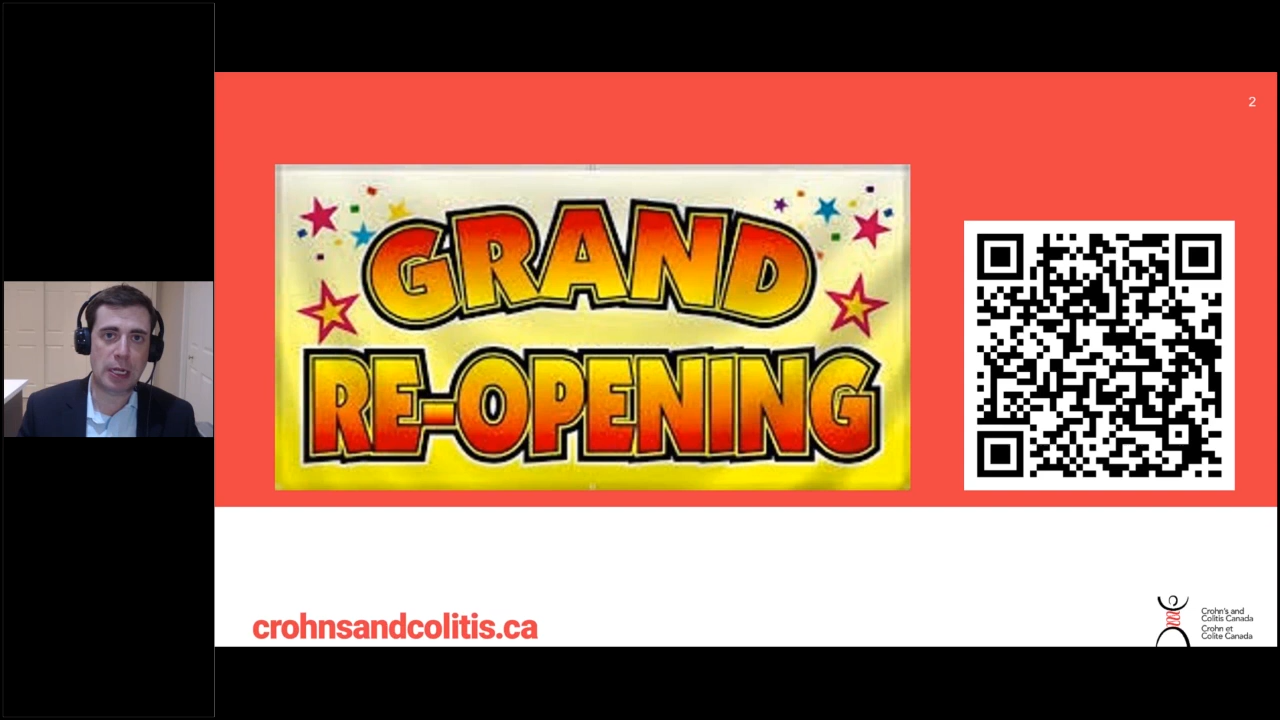 2
GRAND
RE-OPENING
crohnsandcolitis.ca
Crohn's and
Colitis Canada
Crohn et
Colite Canada